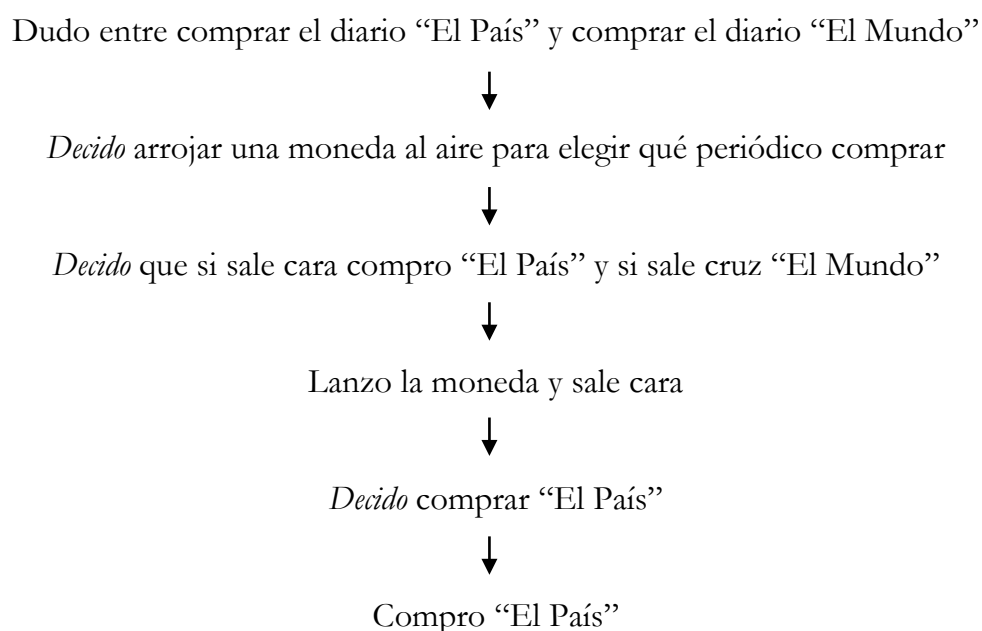 Dudo entre comprar el diario “El País” y comprar el diario “El Mundo”
Decido arrojar una moneda al aire para elegir qué periódico comprar
Decido que si sale cara compro “El País” y si sale cruz “El Mundo”
Lanzo la moneda y sale cara
Decido comprar “El País”
Compro “El País”